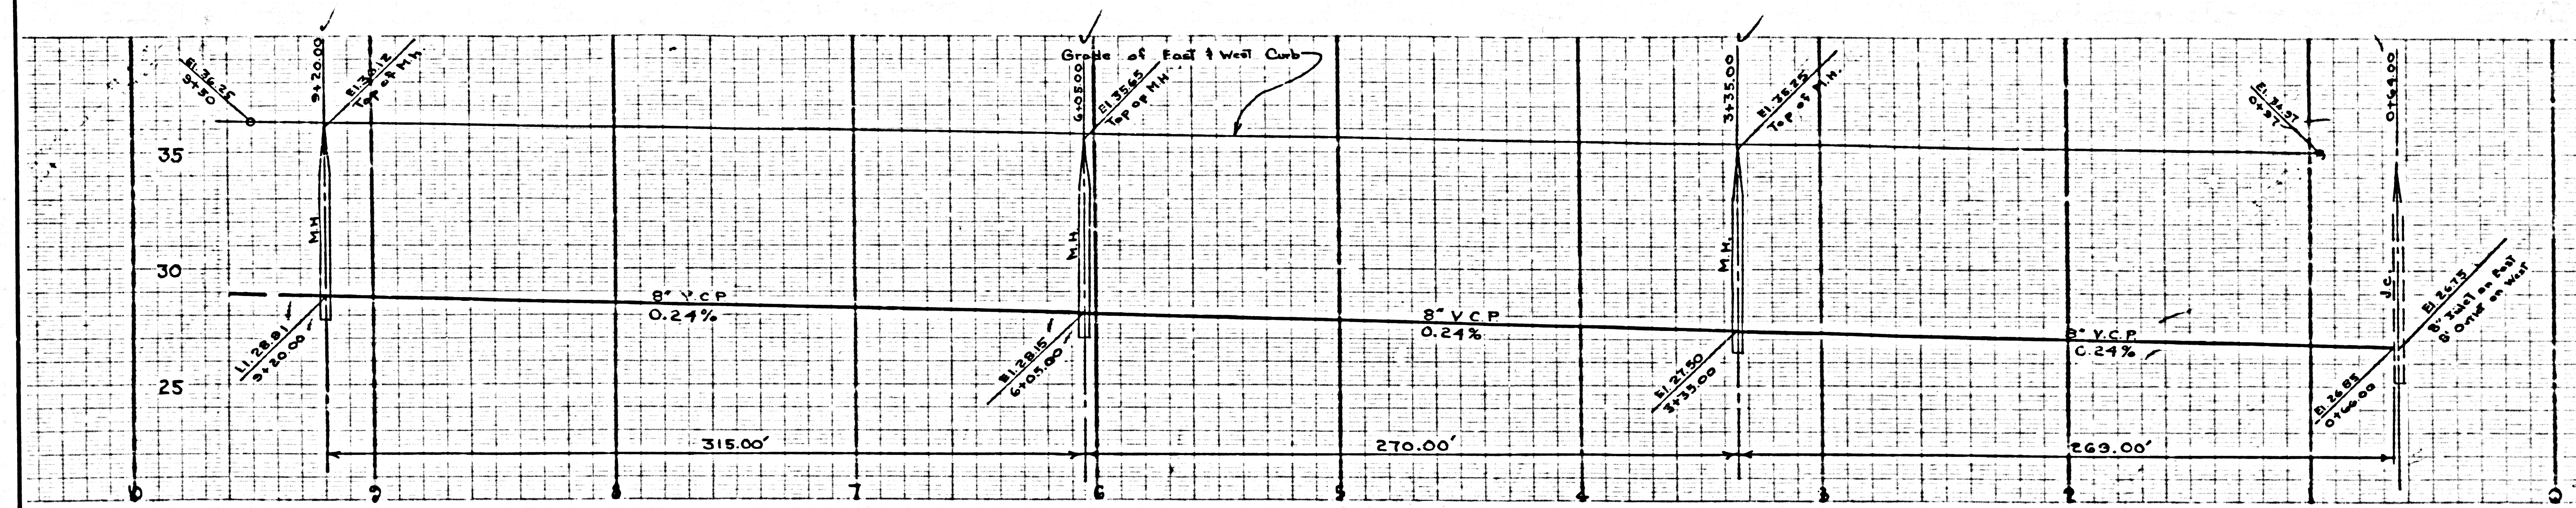 El. 36.25
9+50
9+20.00
El. 36.12
Top of M.h
Grade of East & West Curb
6+05.00
El. 35.65
Top of M.H.
3+35.00
El. 35.25
Top of M.H.
El. 34.97
0+97
0+64.00
35
30
25
M.H.
M.H.
M.H.
J.C.
8" V.C.P
0.24%
8" V.C.P
0.24%
8" V.C.P.
0.24%
El. 28.91
9+20.00
El. 28.15
6+05.00
El. 27.50
3+35.00
El. 26.85
0+66.00
El. 26.75
8" Inlet on East
8" Outlet on West
315.00'
270.00'
269.00'
10
9
8
7
6
5
4
3
2
0